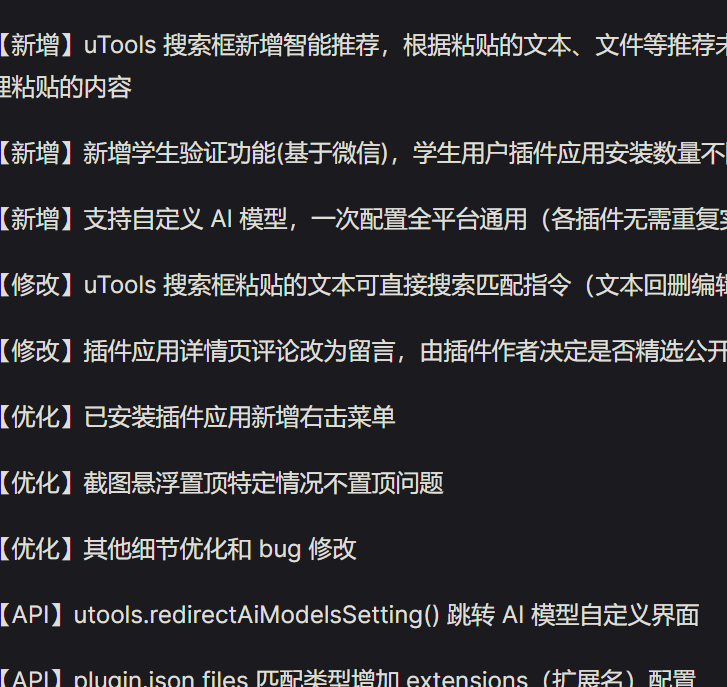 【新增】uTools 搜索框新增智能推荐，根据粘贴的文本、文件等推荐
理粘贴的内容
【新增】新增学生验证功能(基于微信)，学生用户插件应用安装数量不
【新增】支持自定义 AI 模型，一次配置全平台通用（各插件无需重复
【修改】uTools 搜索框粘贴的文本可直接搜索匹配指令（文本回删编辑
【修改】插件应用详情页评论改为留言，由插件作者决定是否精选公开
【优化】已安装插件应用新增右击菜单
【优化】截图悬浮置顶特定情况不置顶问题
【优化】其他细节优化和 bug 修改
【API】utools.redirectAiModelsSetting() 跳转 AI 模型自定义界面
【API】plugin.json files 匹配类型增加 extensions（扩展名）配置